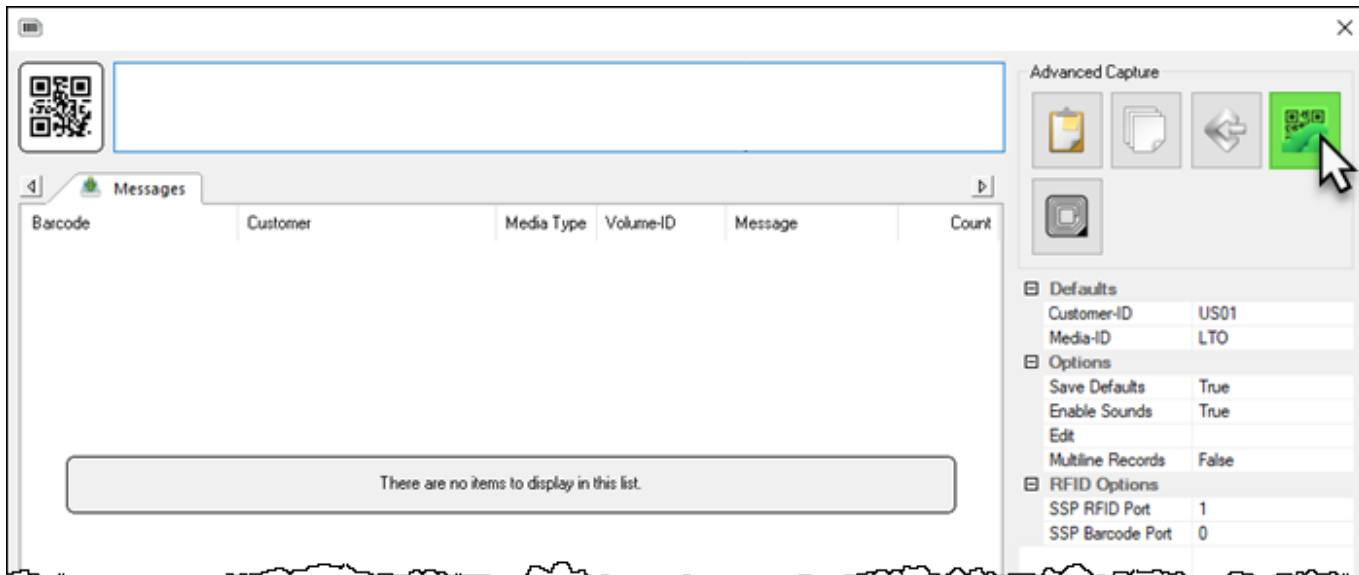 Advanced Capture
Messages
Barcode Customer Media Type Volume-ID Message Count
There are no items to display in this list.
Defaults
Customer-ID US01
Media-ID LTO
Options
Save Defaults True
Enable Sounds True
Edit
Multiline Records False
RFID Options
SSP RFID Port 1
SSP Barcode Port 0